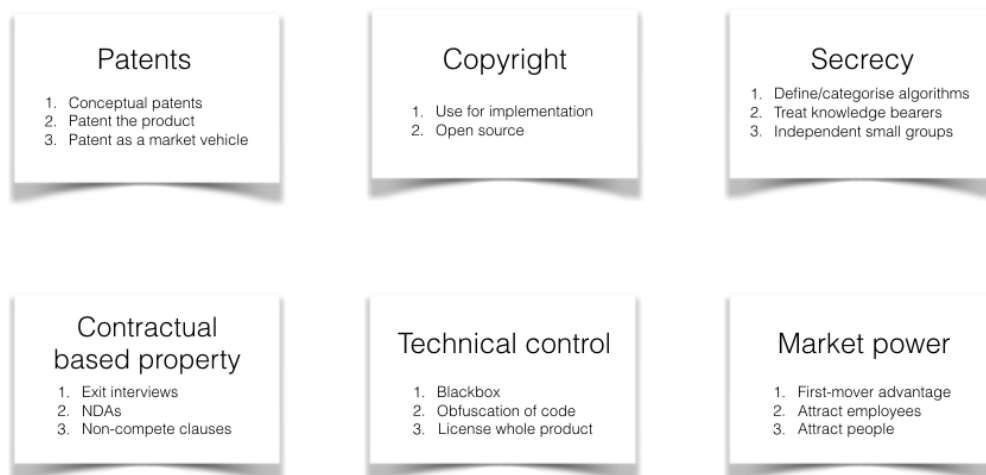 Patents
1. Conceptual patents
2. Patent the product
3. Patent as a market vehicle
Copyright
1. Use for implementation
2. Open source
Secrecy
1. Define/categorise algorithms
2. Treat knowledge bearers
3. Independent small groups
Contractual
based property
1. Exit interviews
2. NDAs
3. Non-compete clauses
Technical control
1. Blackbox
2. Obfuscation of code
3. License whole product
Market power
1. First-mover advantage
2. Attract employees
3. Attract people